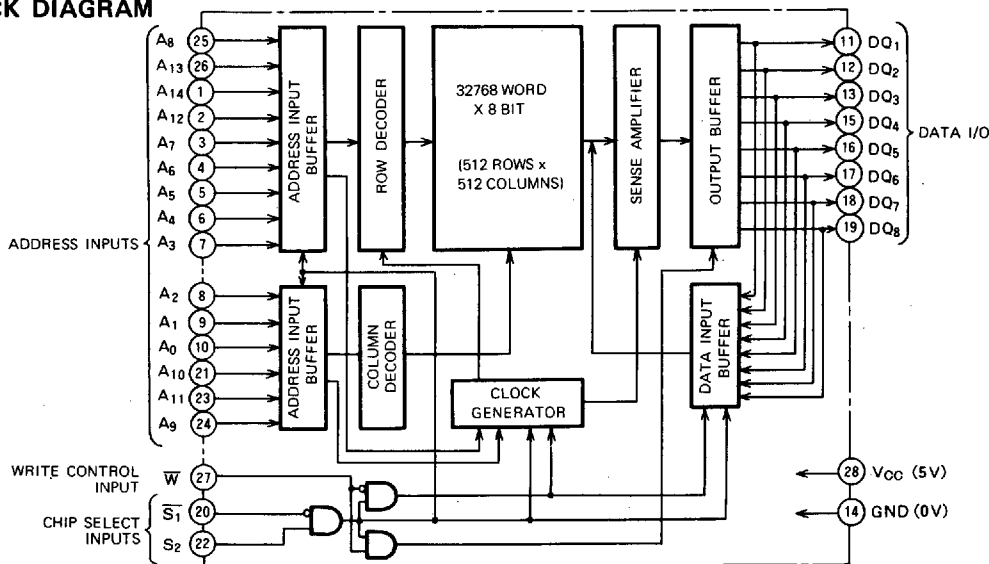 CK DIAGRAM
ADDRESS INPUTS
A8 25
A13 26
A14 1
A12 2
A7 3
A6 4
A5 5
A4 6
A3 7
A2 8
A1 9
A0 10
A10 21
A11 23
A9 24
WRITE CONTROL
INPUT
W̅ 27
CHIP SELECT
INPUTS
S̅1̅ 20
S2 22
ADDRESS INPUT
BUFFER
ROW DECODER
32768 WORD
X 8 BIT
(512 ROWS x
512 COLUMNS)
SENSE AMPLIFIER
OUTPUT BUFFER
ADDRESS INPUT
BUFFER
COLUMN
DECODER
CLOCK
GENERATOR
DATA INPUT
BUFFER
11 DQ1
12 DQ2
13 DQ3
15 DQ4
16 DQ5
17 DQ6
18 DQ7
19 DQ8
DATA I/O
28 VCC (5V)
14 GND (0V)